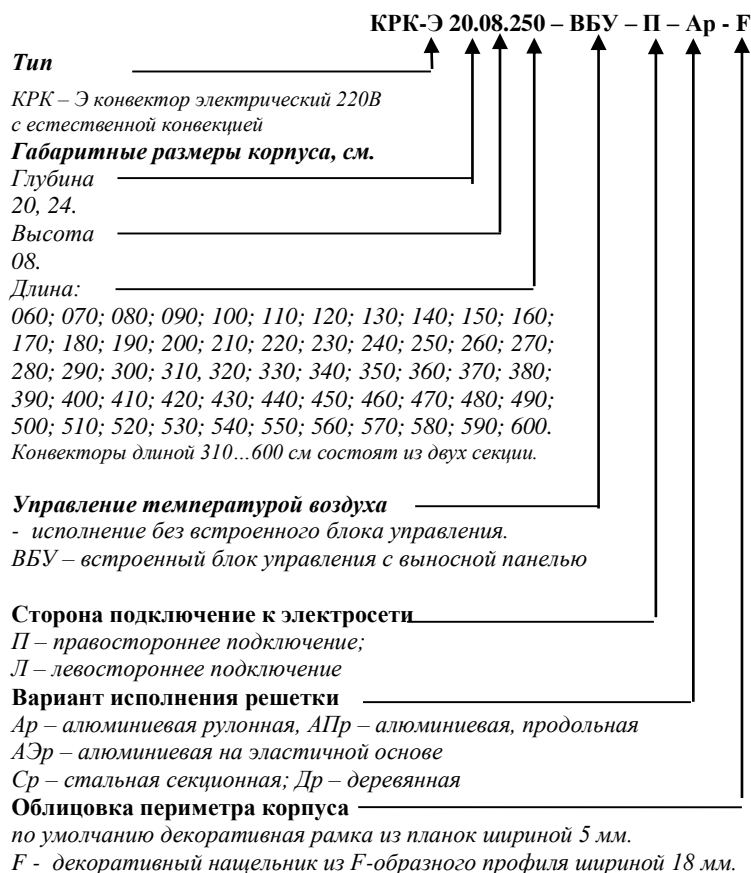 КРК-Э 20.08.250 – ВБУ – П – Ар - F
Тип
КРК – Э конвектор электрический 220В
с естественной конвекцией
Габаритные размеры корпуса, см.
Глубина
20, 24.
Высота
08.
Длина:
060; 070; 080; 090; 100; 110; 120; 130; 140; 150; 160;
170; 180; 190; 200; 210; 220; 230; 240; 250; 260; 270;
280; 290; 300; 310, 320; 330; 340; 350; 360; 370; 380;
390; 400; 410; 420; 430; 440; 450; 460; 470; 480; 490;
500; 510; 520; 530; 540; 550; 560; 570; 580; 590; 600.
Конвекторы длиной 310…600 см состоят из двух секции.
Управление температурой воздуха
- исполнение без встроенного блока управления.
ВБУ – встроенный блок управления с выносной панелью
Сторона подключение к электросети
П – правостороннее подключение;
Л – левостороннее подключение
Вариант исполнения решетки
Ар – алюминиевая рулонная, АПр – алюминиевая, продольная
АЭр – алюминиевая на эластичной основе
Ср – стальная секционная; Др – деревянная
Облицовка периметра корпуса
по умолчанию декоративная рамка из планок шириной 5 мм.
F - декоративный нащельник из F-образного профиля шириной 18 мм.